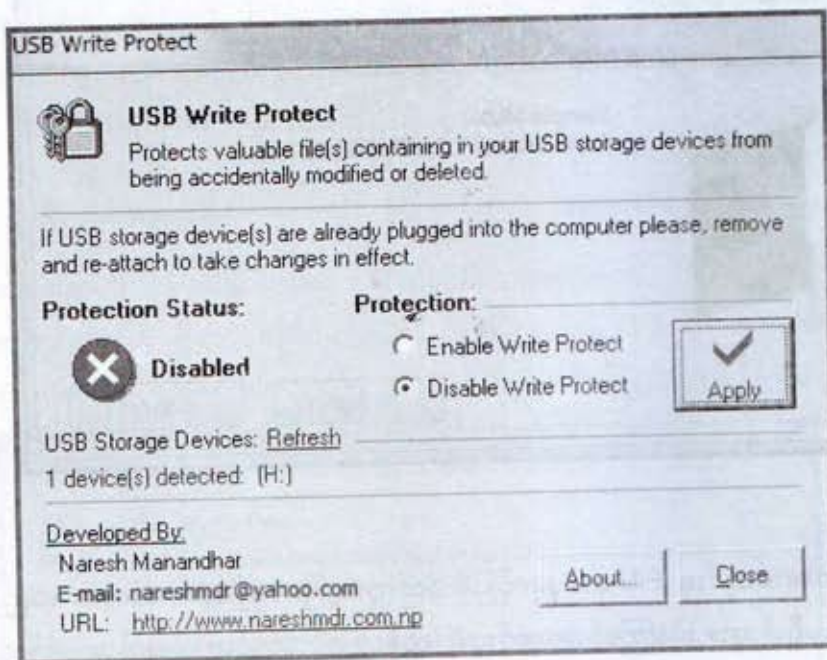 USB Write Protect
USB Write Protect
Protects valuable file(s) containing in your USB storage devices from
being accidentally modified or deleted.
If USB storage device(s) are already plugged into the computer please, remove
and re-attach to take changes in effect.
Protection Status:
Protection:
Disabled
Enable Write Protect
Disable Write Protect
Apply
USB Storage Devices: Refresh
1 device(s) detected: (H:)
Developed By:
Naresh Manandhar
E-mail: nareshmdr@yahoo.com
URL: http://www.nareshmdr.com.np
About...
Close